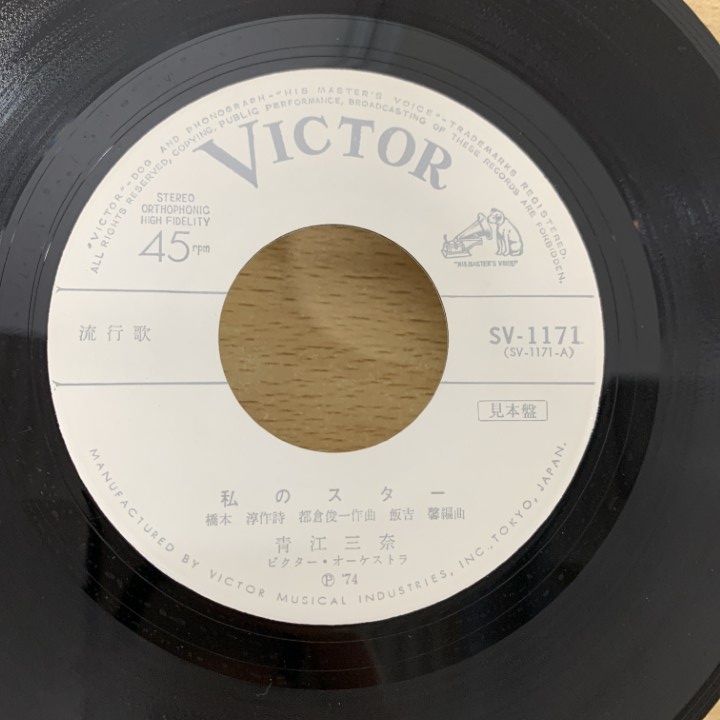 "VICTOR"–DOG AND PHONOGRAPH–"HIS MASTER'S VOICE"–TRADEMARKS REGISTERED.
ALL RIGHTS RESERVED, COPYING, PUBLIC PERFORMANCE, BROADCASTING OF THESE RECORDS ARE FORBIDDEN.
VICTOR
STEREO
ORTHOPHONIC
HIGH FIDELITY
45 rpm
"HIS MASTER'S VOICE"
流行歌
SV-1171
(SV-1171-A)
見本盤
私のスター
橋本 淳作詩 都倉俊一作曲 飯吉 馨編曲
青江三奈
ビクター・オーケストラ
Ⓟ '74
MANUFACTURED BY VICTOR MUSICAL INDUSTRIES, INC., TOKYO, JAPAN.